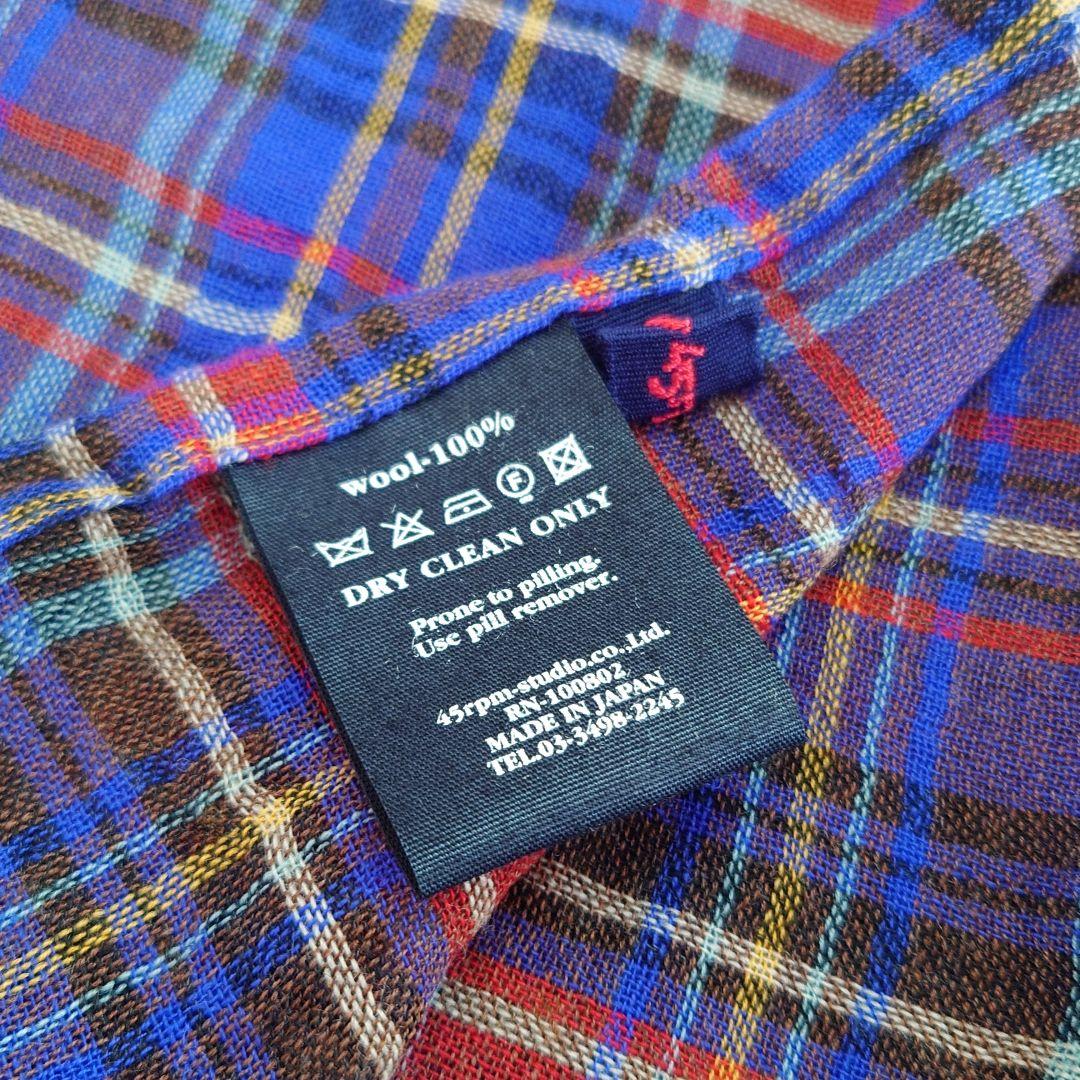 wool-100%
F
DRY CLEAN ONLY
Prone to pilling.
Use pill remover.
45rpm-studio.co.,Ltd.
RN-100802
MADE IN JAPAN
TEL.03-3498-2245